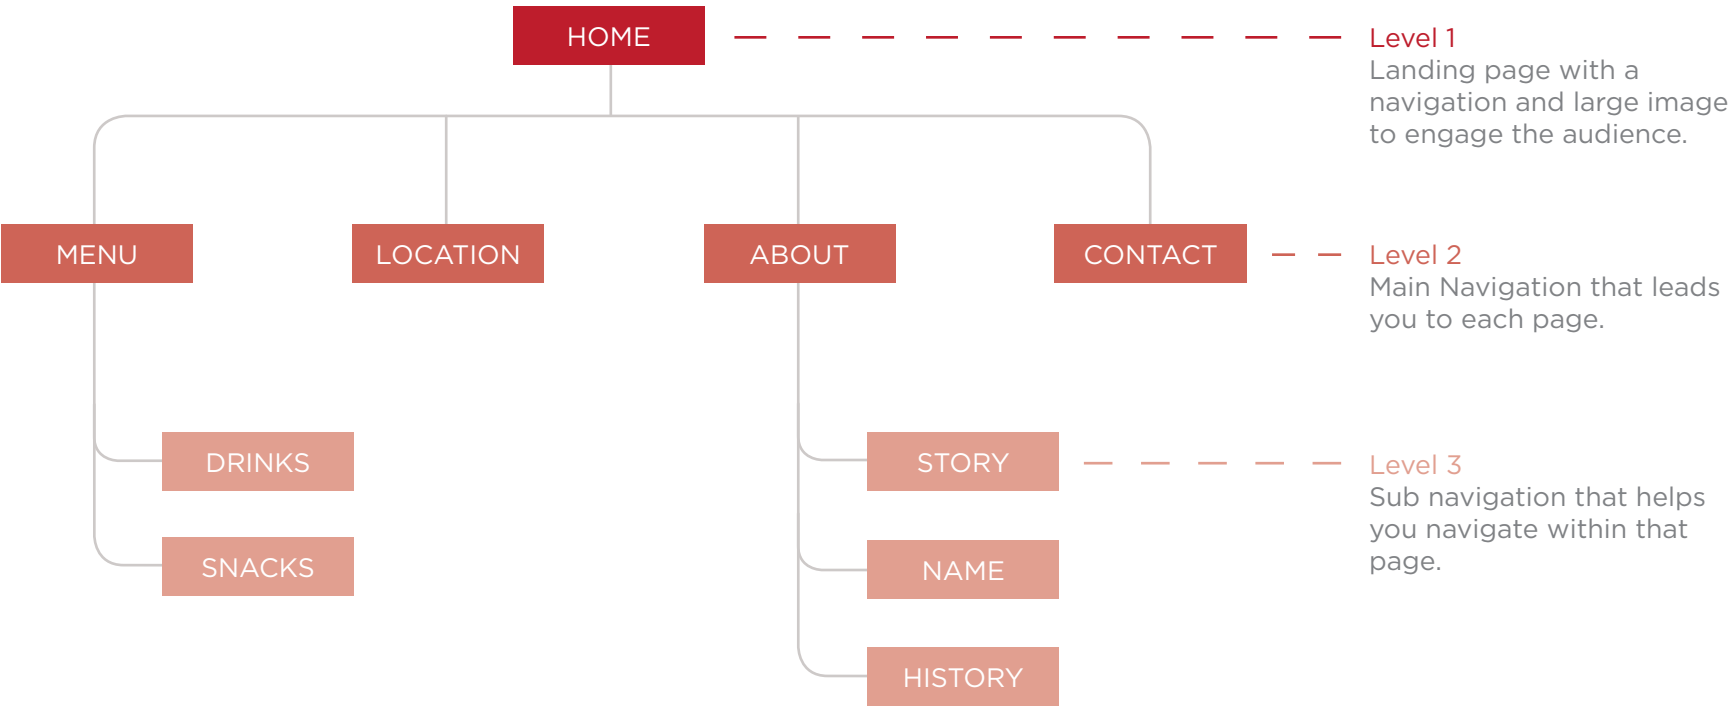 HOME
Level 1
Landing page with a
navigation and large image
to engage the audience.
MENU
LOCATION
ABOUT
CONTACT
Level 2
Main Navigation that leads
you to each page.
DRINKS
SNACKS
STORY
NAME
HISTORY
Level 3
Sub navigation that helps
you navigate within that
page.